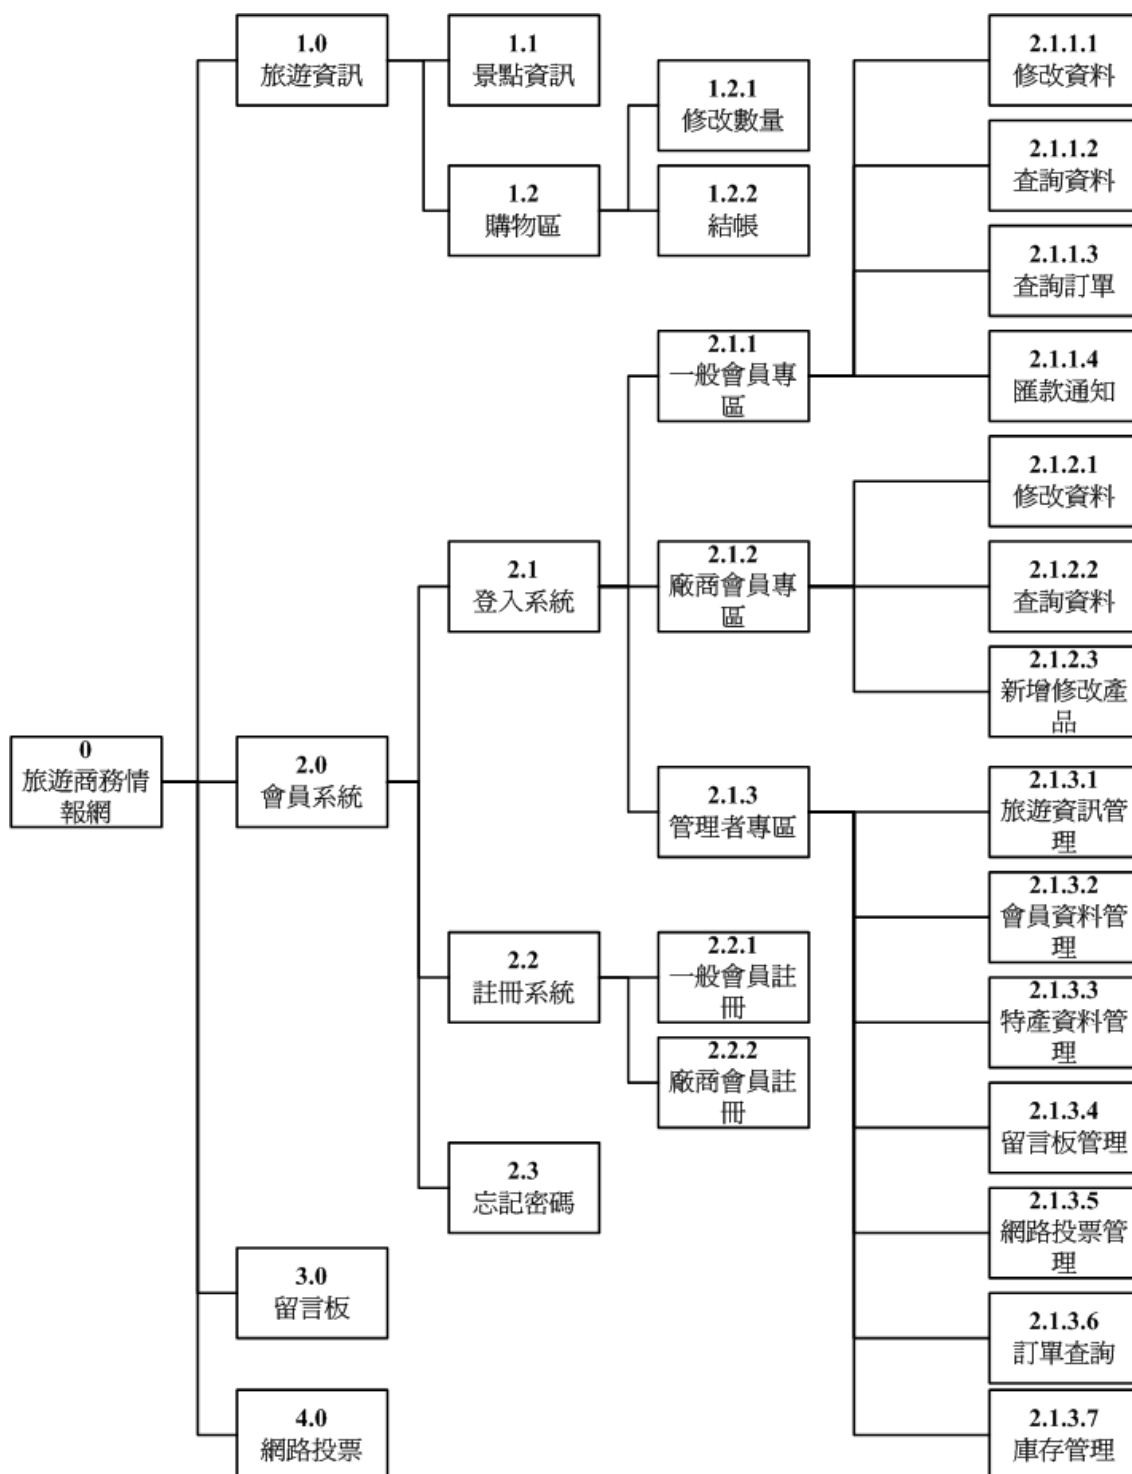 0
旅遊商務情
報網
1.0
旅遊資訊
1.1
景點資訊
1.2
購物區
1.2.1
修改數量
1.2.2
結帳
2.0
會員系統
2.1
登入系統
2.1.1
一般會員專
區
2.1.1.1
修改資料
2.1.1.2
查詢資料
2.1.1.3
查詢訂單
2.1.1.4
匯款通知
2.1.2
廠商會員專
區
2.1.2.1
修改資料
2.1.2.2
查詢資料
2.1.2.3
新增修改產
品
2.1.3
管理者專區
2.1.3.1
旅遊資訊管
理
2.1.3.2
會員資料管
理
2.1.3.3
特產資料管
理
2.1.3.4
留言板管理
2.1.3.5
網路投票管
理
2.1.3.6
訂單查詢
2.1.3.7
庫存管理
2.2
註冊系統
2.2.1
一般會員註
冊
2.2.2
廠商會員註
冊
2.3
忘記密碼
3.0
留言板
4.0
網路投票